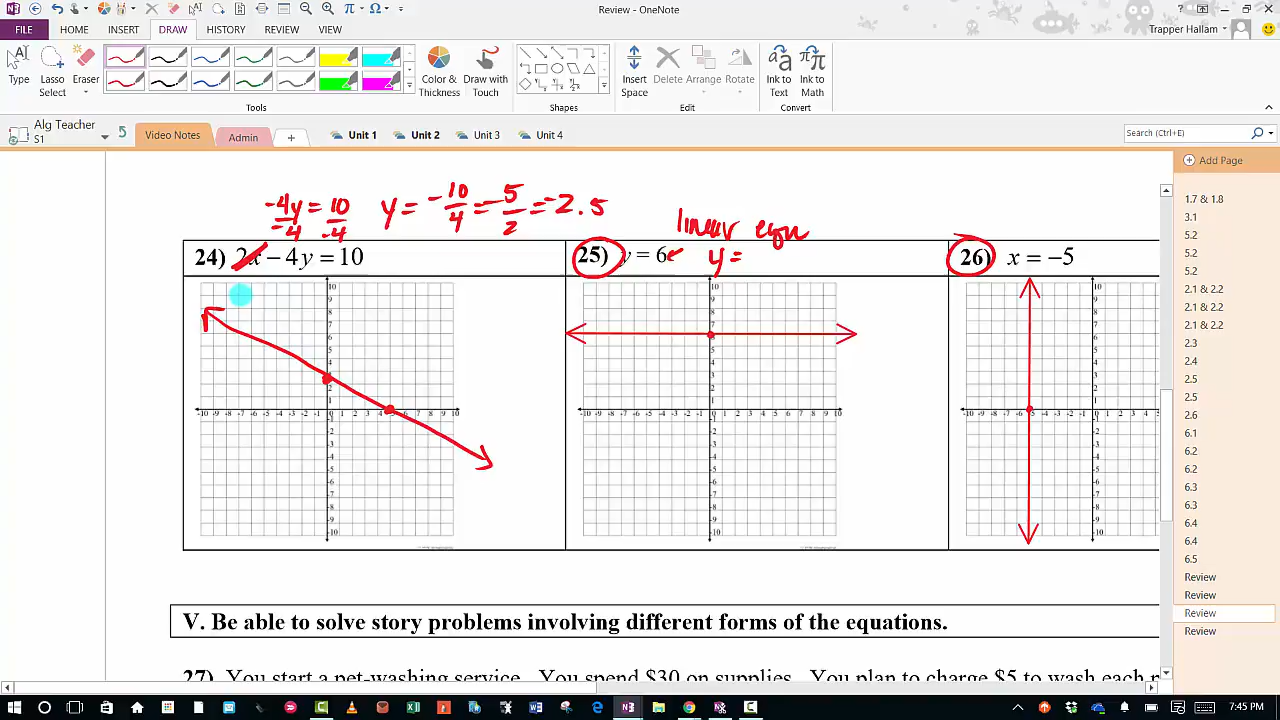 Review - OneNote
FILE HOME INSERT DRAW HISTORY REVIEW VIEW
Trapper Hallam
Type Lasso Select Eraser Color & Thickness Draw with Touch Insert Space Delete Arrange Rotate Ink to Text Ink to Math
Tools Shapes Edit Convert
Alg Teacher
S1
Video Notes Admin + Unit 1 Unit 2 Unit 3 Unit 4
Search (Ctrl+E)
Add Page
1.7 & 1.8
3.1
5.2
5.2
5.2
2.1 & 2.2
2.1 & 2.2
2.1 & 2.2
2.3
2.4
2.5
2.5
2.6
6.1
6.2
6.3
6.3
6.4
6.4
6.5
Review
Review
Review
Review
-4y = 10 y = -10/4 = -5/2 = -2.5
-4 -4
linear equ
24) 2x − 4y = 10
25) y = 6 y =
26) x = −5
V. Be able to solve story problems involving different forms of the equations.
27) You start a pet-washing service. You spend $30 on supplies. You plan to charge $5 to wash each
7:45 PM